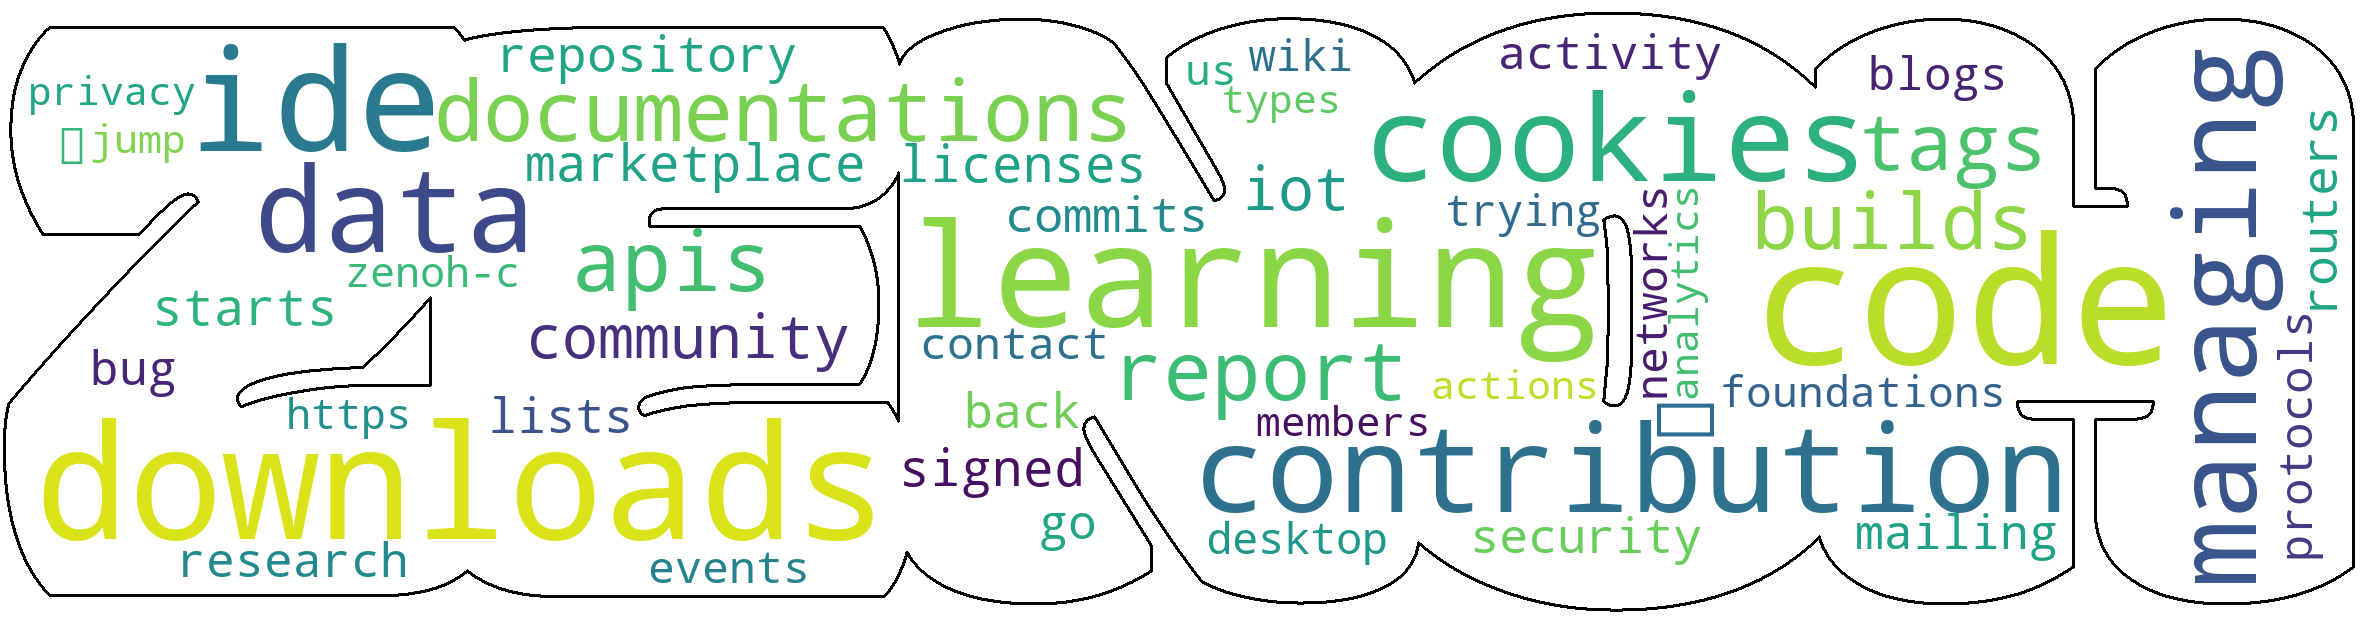 privacy
ide
repository
documentations
us
wiki
types
activity
blogs
jump
marketplace
licenses
cookies
tags
data
commits
iot
trying
networks
analytics
builds
managing
routers
zenoh-c
apis
learning
code
starts
community
contact
report
bug
actions
foundations
protocols
https
lists
back
members
downloads
signed
contribution
go
desktop
security
mailing
research
events